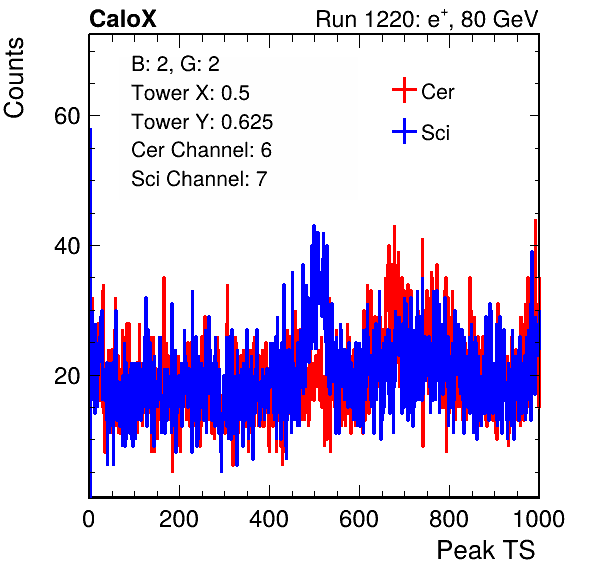 CaloX
Run 1220: e⁺, 80 GeV
Counts
B: 2, G: 2
Tower X: 0.5
Tower Y: 0.625
Cer Channel: 6
Sci Channel: 7
Cer
Sci
60
40
20
0 200 400 600 800 1000
Peak TS